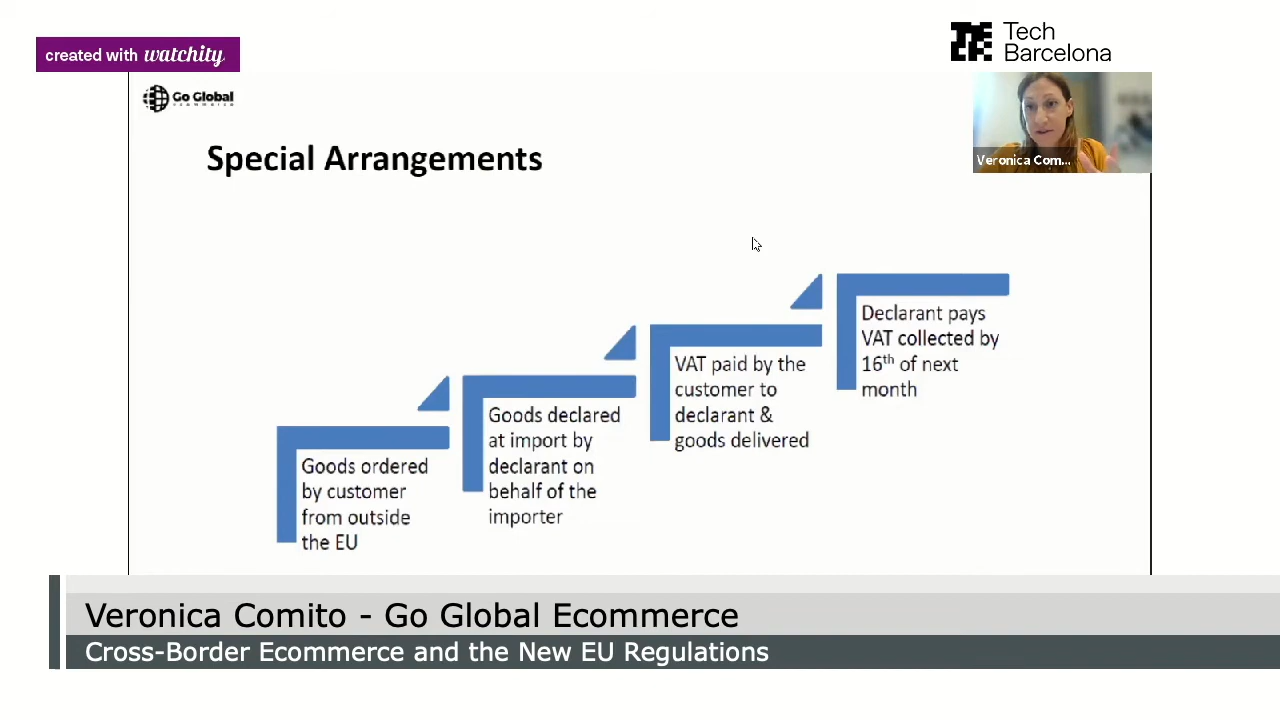 created with watchity.
Tech
Barcelona
Go Global
ecommerce
Veronica Com...
Special Arrangements
Goods ordered
by customer
from outside
the EU
Goods declared
at import by
declarant on
behalf of the
importer
VAT paid by the
customer to
declarant &
goods delivered
Declarant pays
VAT collected by
16th of next
month
Veronica Comito - Go Global Ecommerce
Cross-Border Ecommerce and the New EU Regulations